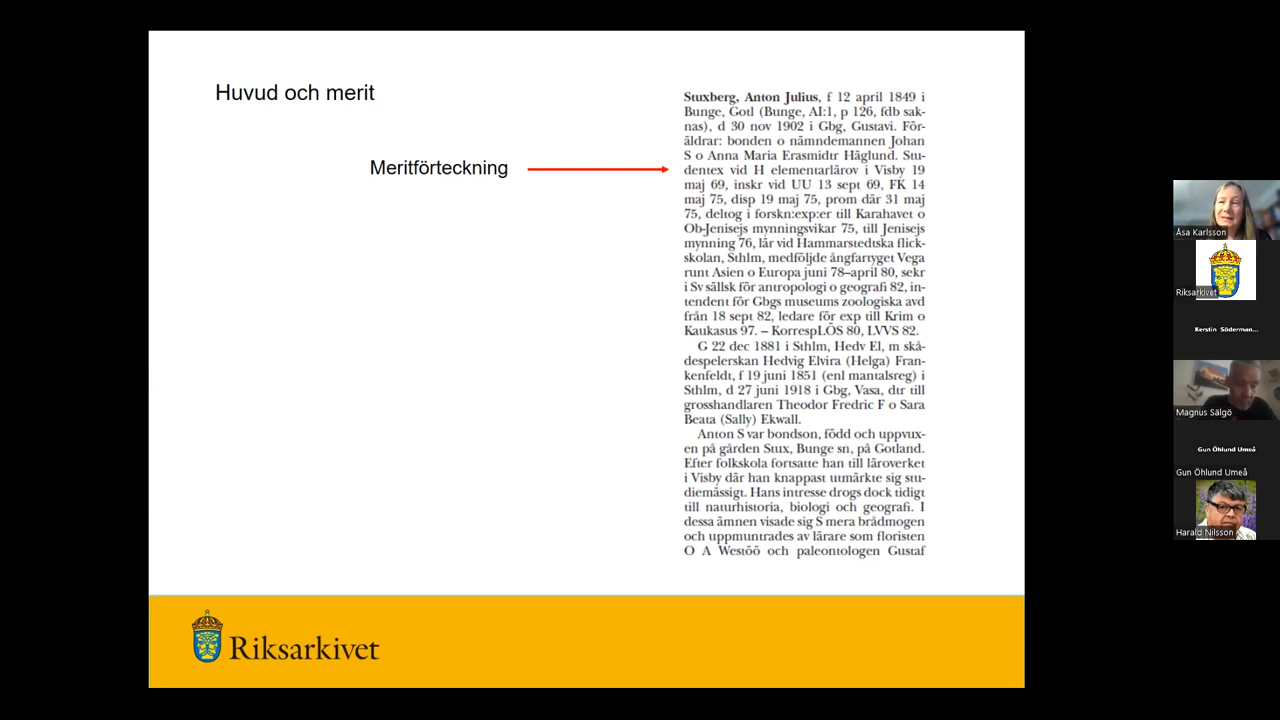 Huvud och merit
Meritförteckning
Stuxberg, Anton Julius, f 12 april 1849 i
Bunge, Gotl (Bunge, AI:1, p 126, fdb sak-
nas), d 30 nov 1902 i Gbg, Gustavi. För-
äldrar: bonden o nämndemannen Johan
S o Anna Maria Erasmidtr Häglund. Stu-
dentex vid H elementarlärov i Visby 19
maj 69, inskr vid UU 13 sept 69, FK 14
maj 75, disp 19 maj 75, prom där 31 maj
75, deltog i forskn:exp:er till Karahavet o
Ob-Jenisejs mynningsvikar 75, till Jenisejs
mynning 76, lär vid Hammarstedtska flick-
skolan, Sthlm, medföljde ångfartyget Vega
runt Asien o Europa juni 78–april 80, sekr
i Sv sällsk för antropologi o geografi 82, in-
tendent för Gbgs museums zoologiska avd
från 18 sept 82, ledare för exp till Krim o
Kaukasus 97. – KorrespLÖS 80, LVVS 82.
G 22 dec 1881 i Sthlm, Hedv El, m skå-
despelerskan Hedvig Elvira (Helga) Fran-
kenfeldt, f 19 juni 1851 (enl mantalsreg) i
Sthlm, d 27 juni 1918 i Gbg, Vasa, dtr till
grosshandlaren Theodor Fredric F o Sara
Beata (Sally) Ekwall.
Anton S var bondson, född och uppvux-
en på gården Stux, Bunge sn, på Gotland.
Efter folkskola fortsatte han till läroverket
i Visby där han knappast utmärkte sig stu-
diemässigt. Hans intresse drogs dock tidigt
till naturhistoria, biologi och geografi. I
dessa ämnen visade sig S mera brådmogen
och uppmuntrades av lärare som floristen
O A Westöö och paleontologen Gustaf
Riksarkivet
Åsa Karlsson
Riksarkivet
Kerstin Söderman...
Magnus Sälgö
Gun Öhlund Umeå
Gun Öhlund Umeå
Harald Nilsson